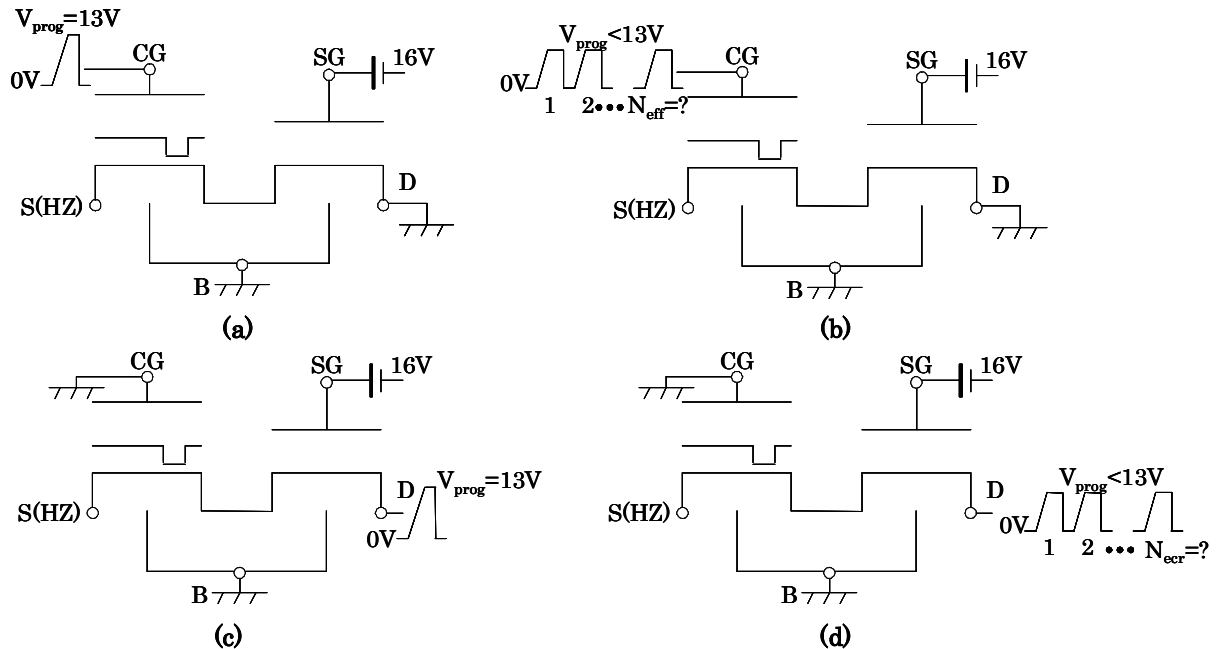 Vprog=13V
0V
CG
SG
16V
S(HZ)
D
B
(a)
Vprog<13V
0V
1 2•••Neff=?
CG
SG
16V
S(HZ)
D
B
(b)
CG
SG
16V
S(HZ)
D
Vprog=13V
0V
B
(c)
CG
SG
16V
S(HZ)
D
Vprog<13V
0V
1 2 ••• Necr=?
B
(d)